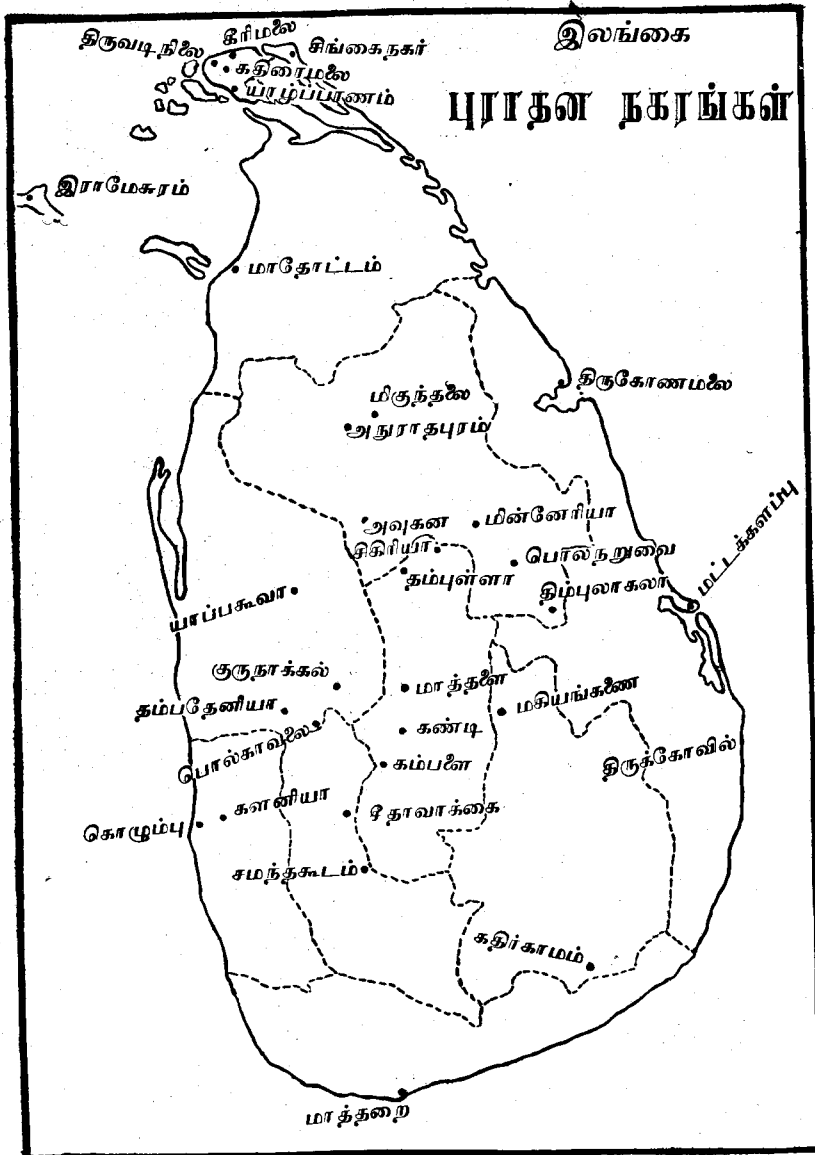 இலங்கை
புராதன நகரங்கள்
கீரிமலை
திருவடிநிலை
சிங்கைநகர்
கதிரைமலை
யாழ்ப்பாணம்
இராமேசுரம்
மாதோட்டம்
திருகோணமலை
மிகுந்தலை
அநுராதபுரம்
அவுகன
மின்னேரியா
சிகிரியா
பொலநறுவை
தம்புள்ளா
திம்புலாகலா
மட்டக்களப்பு
யாப்பகூவா
குருநாக்கல்
மாத்தளை
தம்பதேனியா
மகியங்கணை
பொல்காவலை
கண்டி
திருக்கோவில்
கம்பளை
களனியா
சீதாவாக்கை
கொழும்பு
சமந்தகூடம்
கதிர்காமம்
மாத்தறை